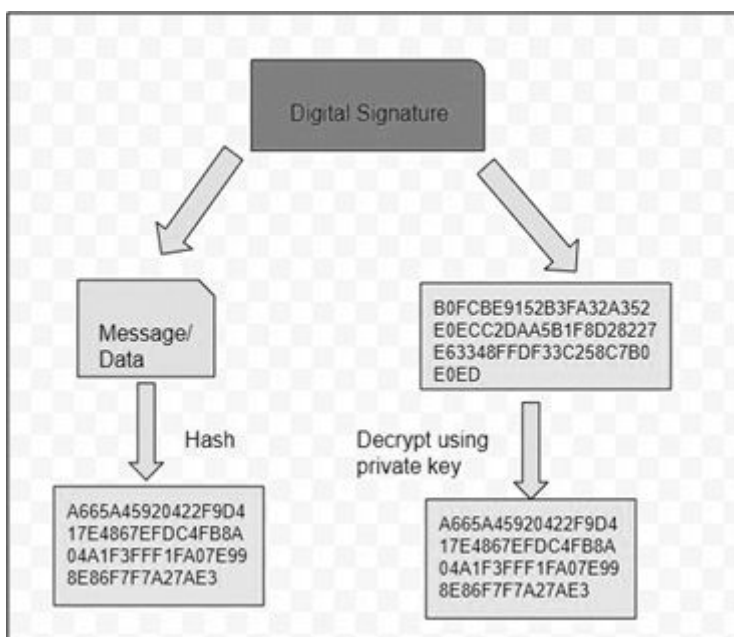 Digital Signature
Message/
Data
B0FCBE9152B3FA32A352
E0ECC2DAA5B1F8D28227
E63348FFDF33C258C7B0
E0ED
Hash
Decrypt using
private key
A665A45920422F9D4
17E4867EFDC4FB8A
04A1F3FFF1FA07E99
8E86F7F7A27AE3
A665A45920422F9D4
17E4867EFDC4FB8A
04A1F3FFF1FA07E99
8E86F7F7A27AE3